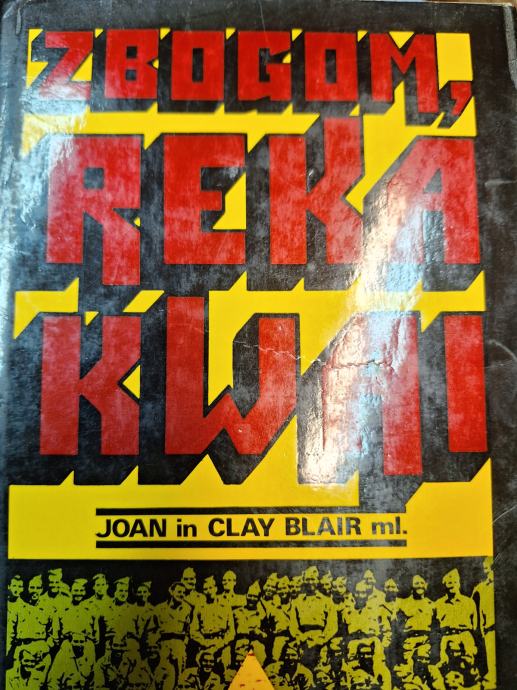 ZBOGOM,
REKA
KWAI
JOAN in CLAY BLAIR ml.